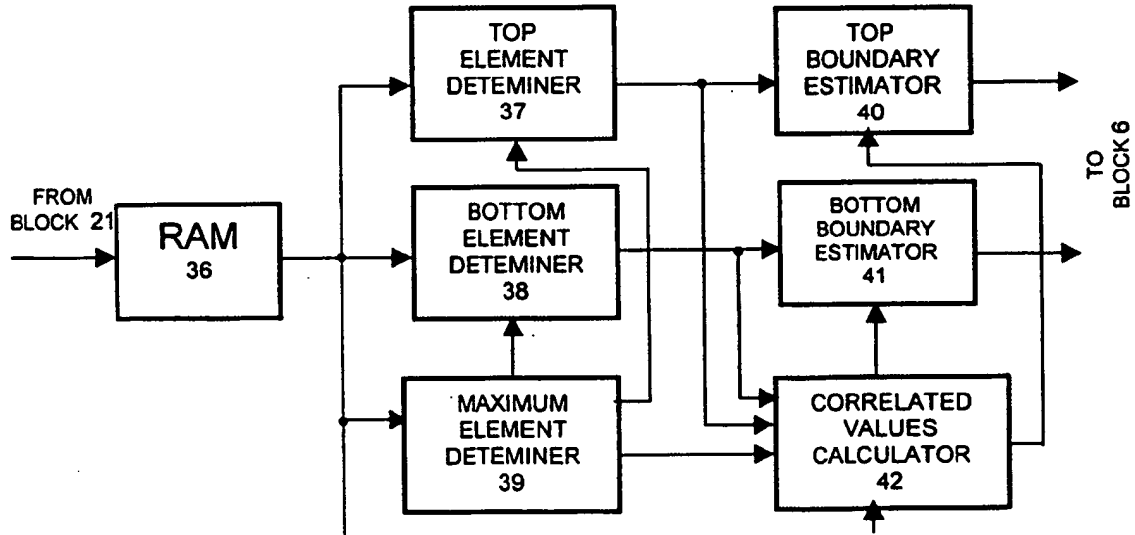 TOP
ELEMENT
DETEMINER
37
TOP
BOUNDARY
ESTIMATOR
40
TO
BLOCK 6
FROM
BLOCK 21
RAM
36
BOTTOM
ELEMENT
DETEMINER
38
BOTTOM
BOUNDARY
ESTIMATOR
41
MAXIMUM
ELEMENT
DETEMINER
39
CORRELATED
VALUES
CALCULATOR
42